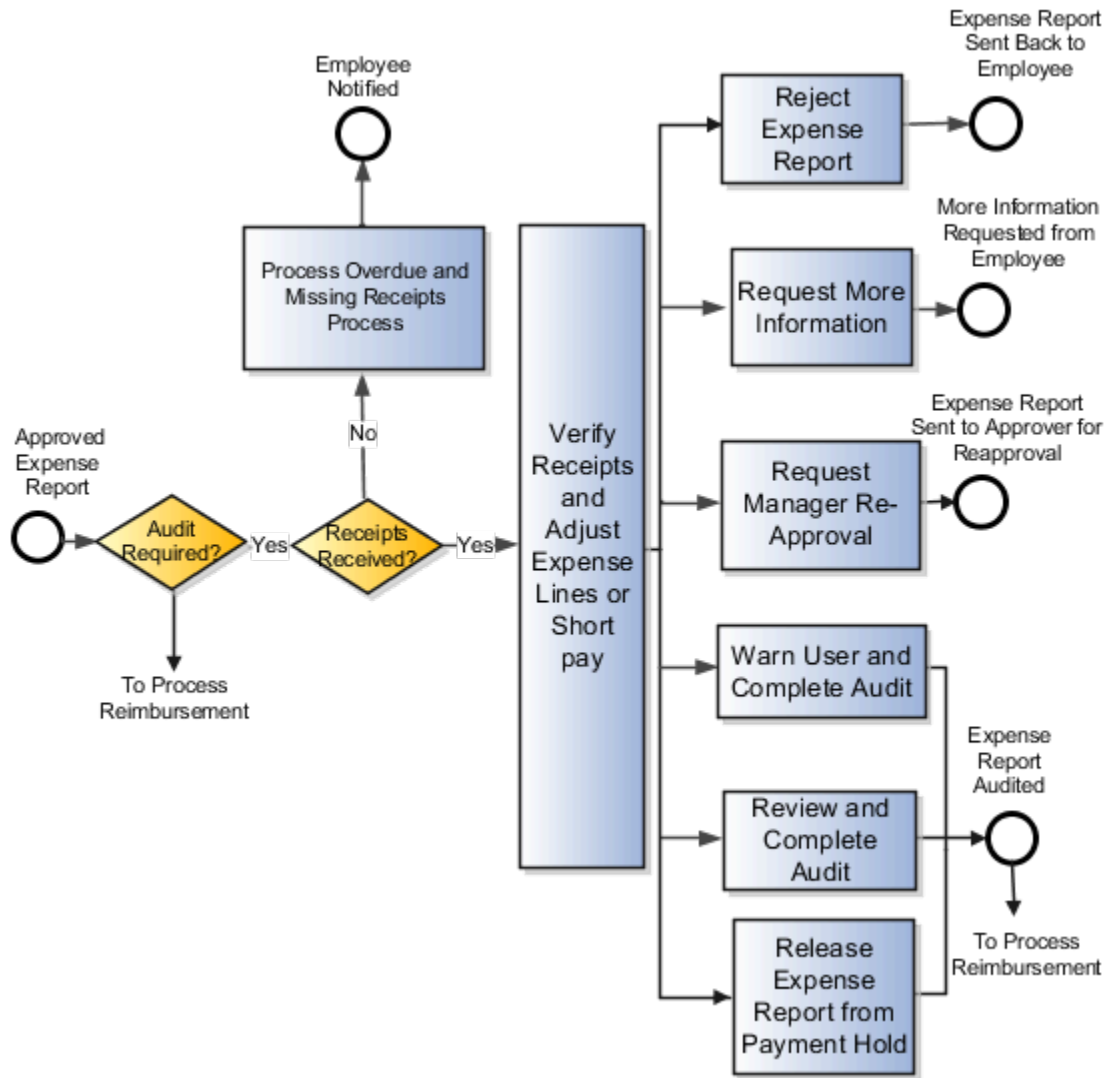 Approved
Expense
Report
Audit
Required?
Yes
To Process
Reimbursement
Receipts
Received?
No
Process Overdue and
Missing Receipts
Process
Employee
Notified
Yes
Verify
Receipts
and
Adjust
Expense
Lines or
Short
pay
Reject
Expense
Report
Expense Report
Sent Back to
Employee
Request More
Information
More Information
Requested from
Employee
Request
Manager Re-
Approval
Expense Report
Sent to Approver for
Reapproval
Warn User and
Complete Audit
Review and
Complete
Audit
Release
Expense
Report from
Payment Hold
Expense
Report
Audited
To Process
Reimbursement